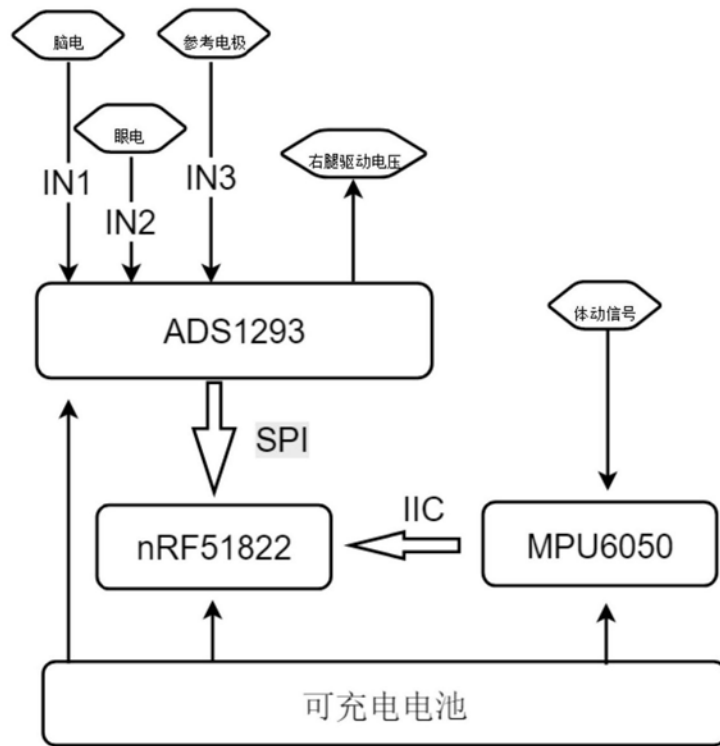 脑电
参考电极
眼电
右腿驱动电压
IN1
IN2
IN3
ADS1293
体动信号
SPI
IIC
nRF51822
MPU6050
可充电电池